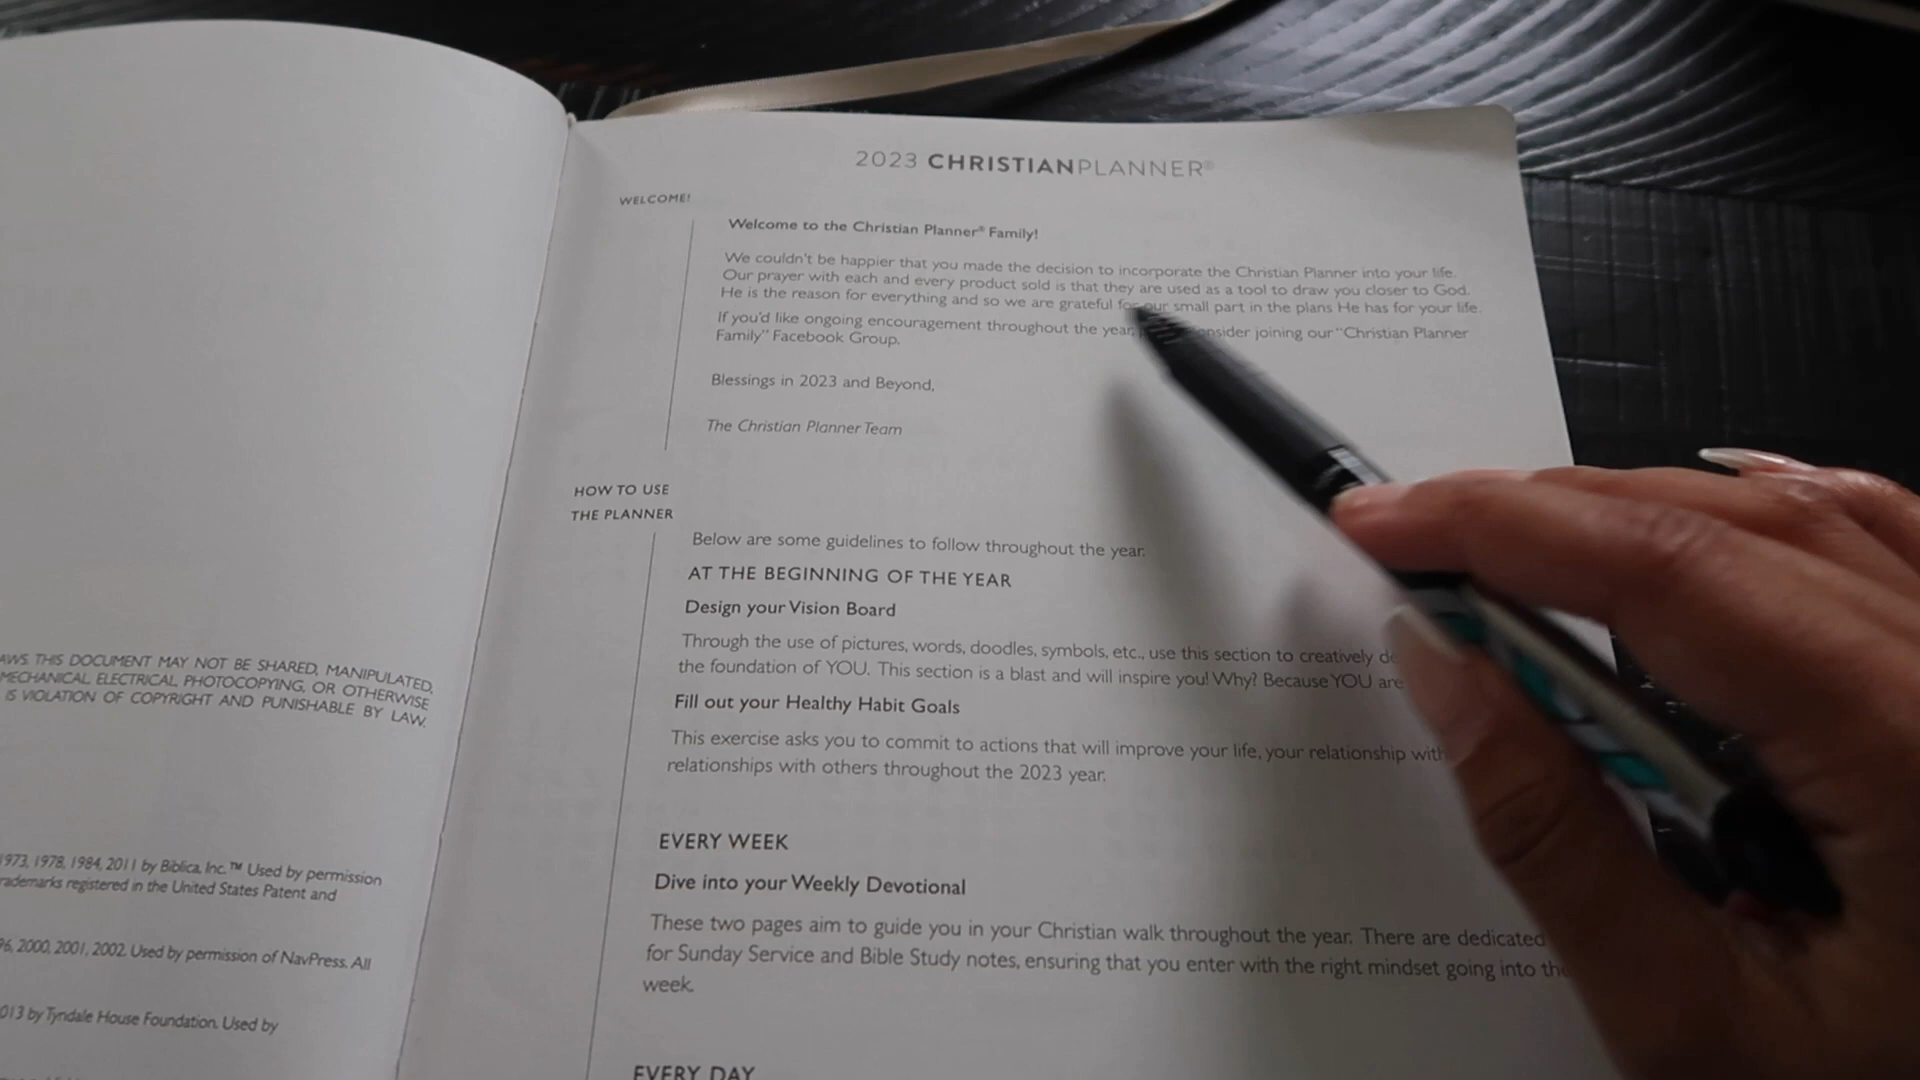 AWS. THIS DOCUMENT MAY NOT BE SHARED, MANIPULATED,
MECHANICAL, ELECTRICAL, PHOTOCOPYING, OR OTHERWISE
IS VIOLATION OF COPYRIGHT AND PUNISHABLE BY LAW.
1973, 1978, 1984, 2011 by Biblica, Inc.™ Used by permission
rademarks registered in the United States Patent and
96, 2000, 2001, 2002. Used by permission of NavPress. All
013 by Tyndale House Foundation. Used by
2023 CHRISTIANPLANNER®
WELCOME!
Welcome to the Christian Planner® Family!
We couldn't be happier that you made the decision to incorporate the Christian Planner into your life.
Our prayer with each and every product sold is that they are used as a tool to draw you closer to God.
He is the reason for everything and so we are grateful for our small part in the plans He has for your life.
If you'd like ongoing encouragement throughout the year, joining our "Christian Planner
Family" Facebook Group.
Blessings in 2023 and Beyond,
The Christian Planner Team
HOW TO USE
THE PLANNER
Below are some guidelines to follow throughout the year.
AT THE BEGINNING OF THE YEAR
Design your Vision Board
Through the use of pictures, words, doodles, symbols, etc., use this section to creatively
the foundation of YOU. This section is a blast and will inspire you! Why? Because YOU are
Fill out your Healthy Habit Goals
This exercise asks you to commit to actions that will improve your life, your relationship with
relationships with others throughout the 2023 year.
EVERY WEEK
Dive into your Weekly Devotional
These two pages aim to guide you in your Christian walk throughout the year. There are dedicated
for Sunday Service and Bible Study notes, ensuring that you enter with the right mindset going into the
week.
EVERY DAY